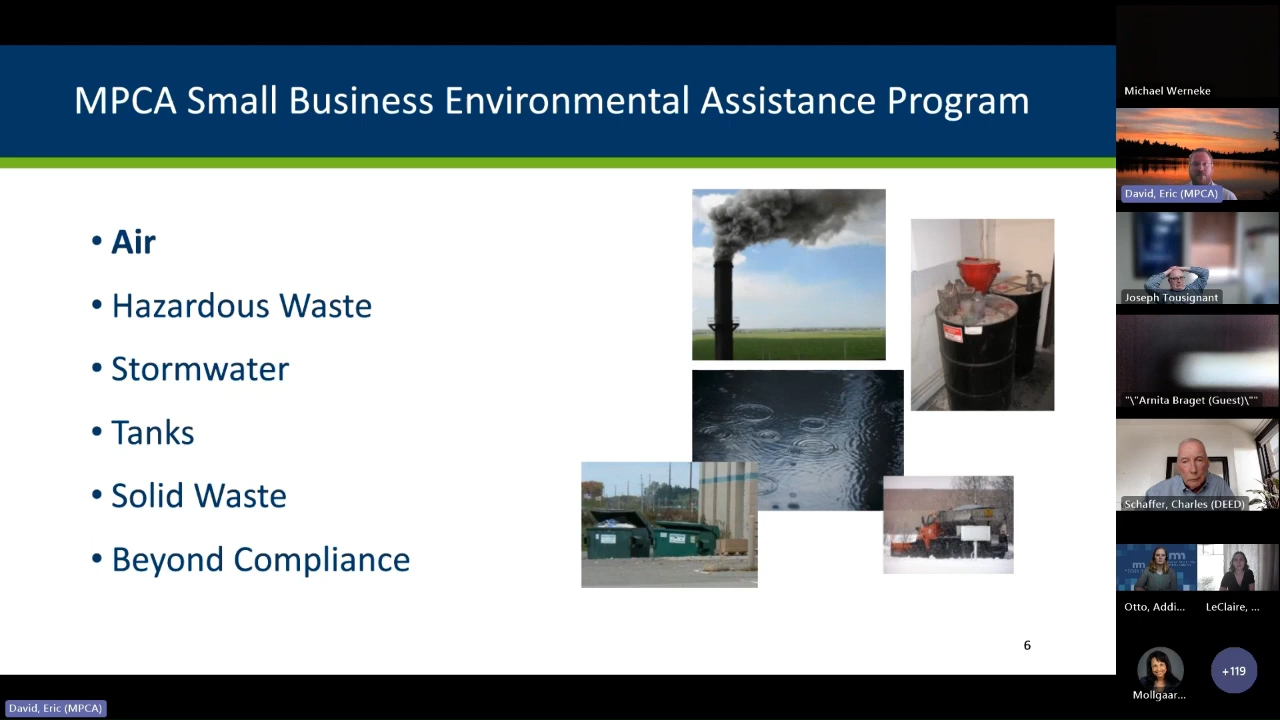 MPCA Small Business Environmental Assistance Program
• Air
• Hazardous Waste
• Stormwater
• Tanks
• Solid Waste
• Beyond Compliance
6
David, Eric (MPCA)
Michael Werneke
David, Eric (MPCA)
Joseph Tousignant
"\"Arnita Braget (Guest)\""
Schaffer, Charles (DEED)
Otto, Addi...
LeClaire, ...
Mollgaar...
+119